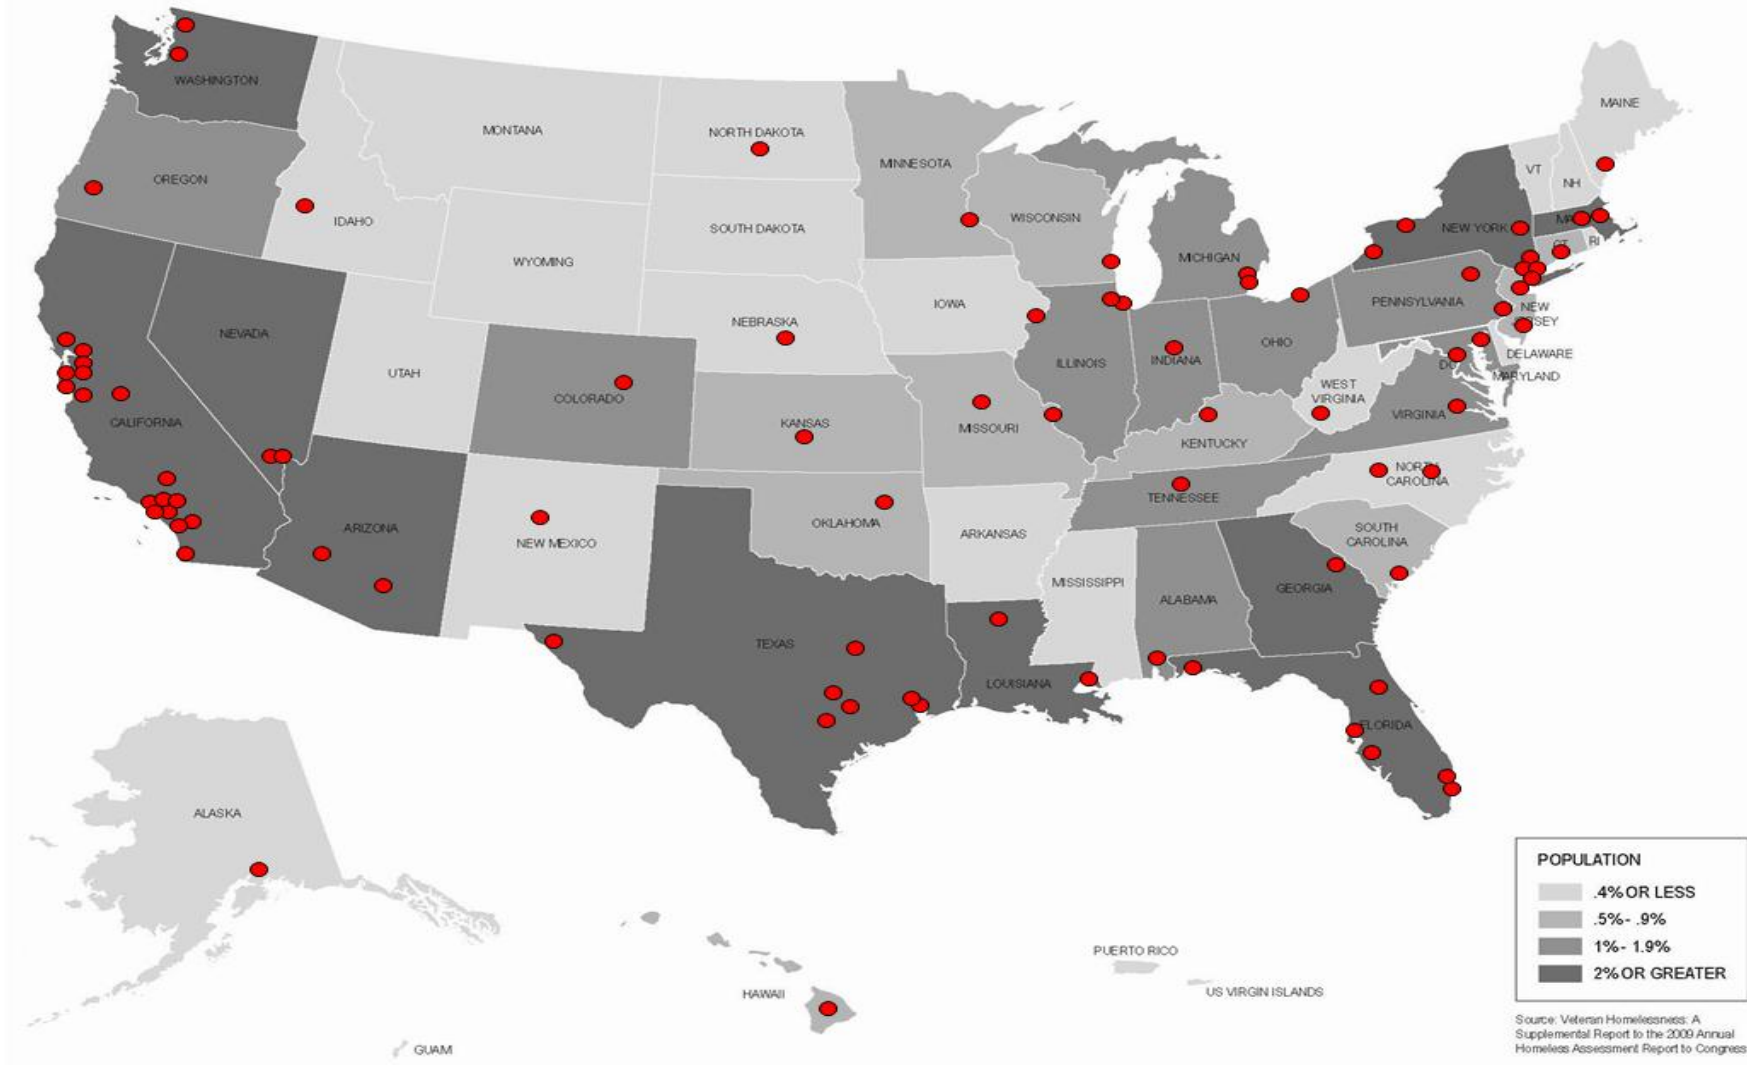 WASHINGTON
MAINE
MONTANA
NORTH DAKOTA
MINNESOTA
VT
OREGON
NH
IDAHO
WISCONSIN
MA
SOUTH DAKOTA
NEW YORK
RI
CT
WYOMING
MICHIGAN
IOWA
PENNSYLVANIA
NEW
NEBRASKA
NEVADA
OHIO
DELAWARE
ILLINOIS
INDIANA
DC
UTAH
MARYLAND
WEST
VIRGINIA
COLORADO
VIRGINIA
CALIFORNIA
KANSAS
MISSOURI
KENTUCKY
NORTH
CAROLINA
TENNESSEE
OKLAHOMA
ARIZONA
SOUTH
CAROLINA
ARKANSAS
NEW MEXICO
MISSISSIPPI
GEORGIA
ALABAMA
TEXAS
LOUISIANA
FLORIDA
ALASKA
PUERTO RICO
HAWAII
US VIRGIN ISLANDS
GUAM
POPULATION
.4% OR LESS
.5% - .9%
1% - 1.9%
2% OR GREATER
Source: Veteran Homelessness: A
Supplemental Report to the 2009 Annual
Homeless Assessment Report to Congress